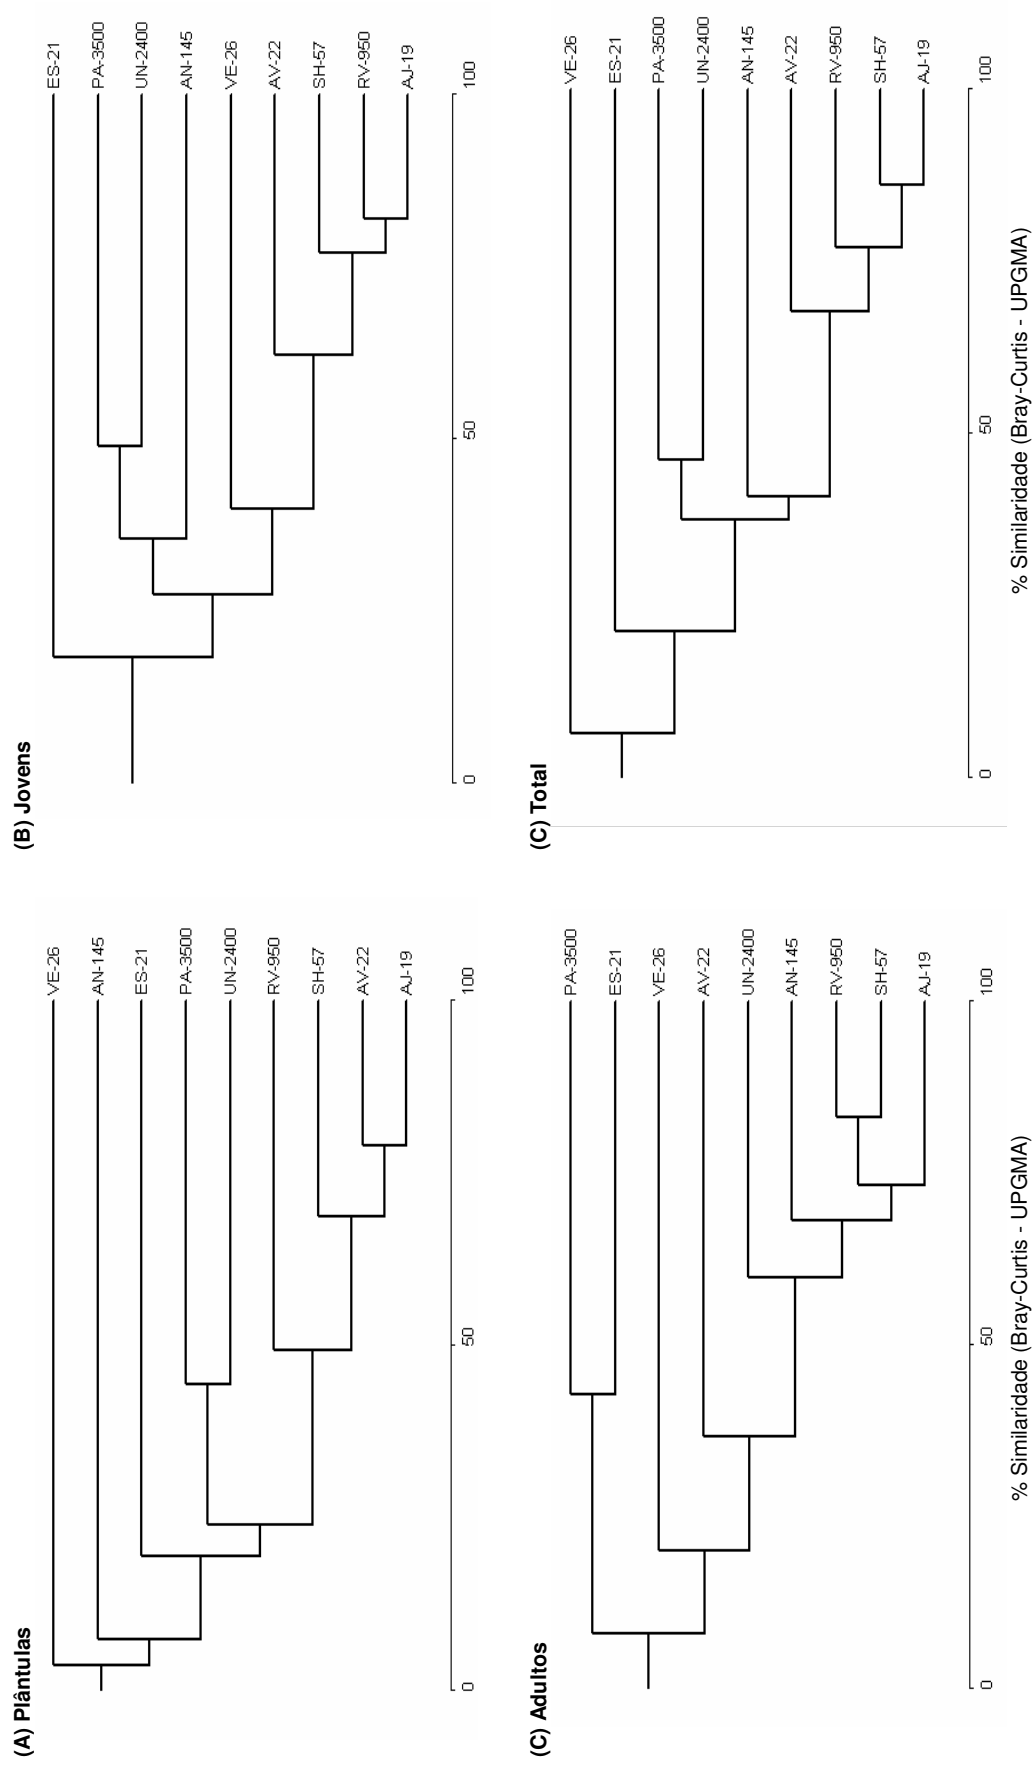 (A) Plântulas
VE-26
AN-145
ES-21
PA-3500
UN-2400
RV-950
SH-57
AV-22
AJ-19
0 50 100
(B) Jovens
ES-21
PA-3500
UN-2400
AN-145
VE-26
AV-22
SH-57
RV-950
AJ-19
0 50 100
(C) Adultos
PA-3500
ES-21
VE-26
AV-22
UN-2400
AN-145
RV-950
SH-57
AJ-19
0 50 100
% Similaridade (Bray-Curtis - UPGMA)
(C) Total
VE-26
ES-21
PA-3500
UN-2400
AN-145
AV-22
RV-950
SH-57
AJ-19
0 50 100
% Similaridade (Bray-Curtis - UPGMA)